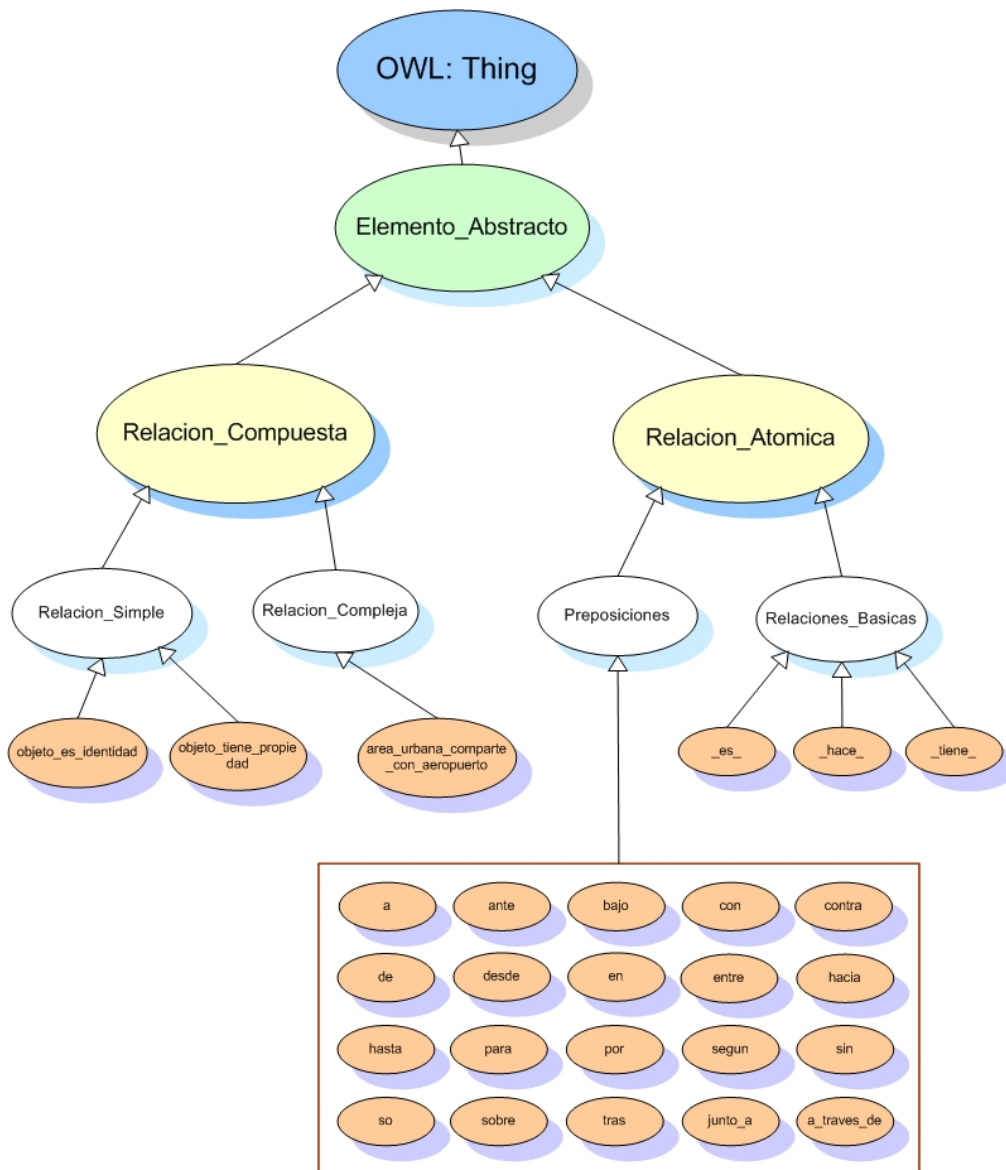 OWL: Thing
Elemento_Abstracto
Relacion_Compuesta
Relacion_Atomica
Relacion_Simple
Relacion_Compleja
Preposiciones
Relaciones_Basicas
objeto_es_identidad
objeto_tiene_propie
dad
area_urbana_comparte
_con_aeropuerto
_es_
_hace_
_tiene_
a
ante
bajo
con
contra
de
desde
en
entre
hacia
hasta
para
por
segun
sin
so
sobre
tras
junto_a
a_traves_de